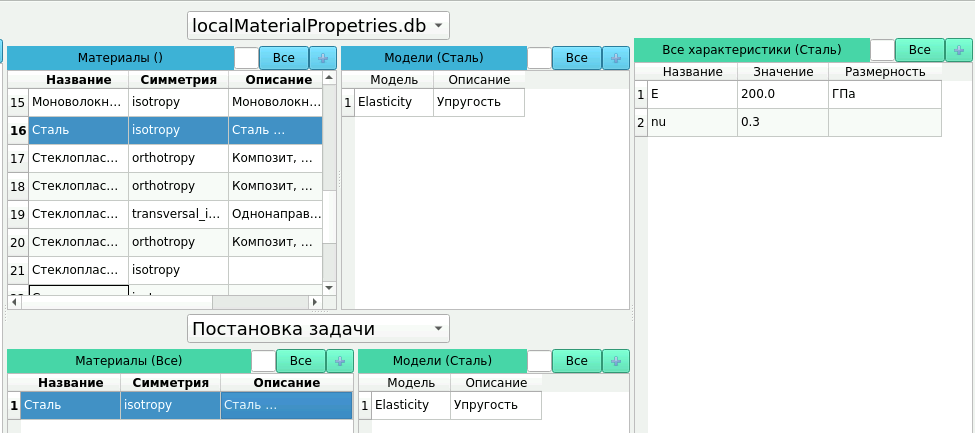 localMaterialPropetries.db
Материалы () Все
Название Симметрия Описание
15 Моноволокн... isotropy Моноволокн...
16 Сталь isotropy Сталь ...
17 Стеклоплас... orthotropy Композит, ...
18 Стеклоплас... orthotropy Композит, ...
19 Стеклоплас... transversal_i... Однонаправ...
20 Стеклоплас... orthotropy Композит, ...
21 Стеклоплас... isotropy
Модели (Сталь) Все
Модель Описание
1 Elasticity Упругость
Все характеристики (Сталь) Все
Название Значение Размерность
1 E 200.0 ГПа
2 nu 0.3
Постановка задачи
Материалы (Все) Все
Название Симметрия Описание
1 Сталь isotropy Сталь ...
Модели (Сталь) Все
Модель Описание
1 Elasticity Упругость